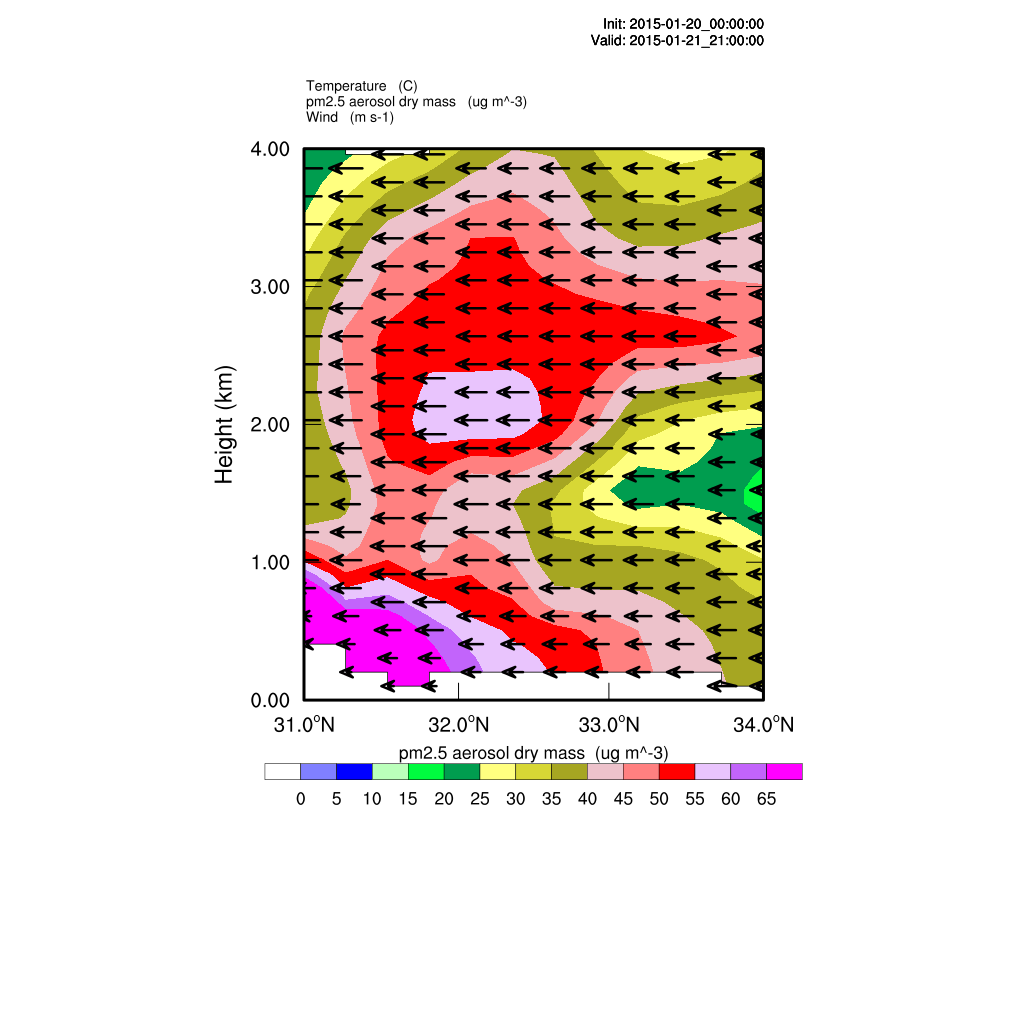 Init: 2015-01-20_00:00:00
Valid: 2015-01-21_21:00:00
Temperature (C)
pm2.5 aerosol dry mass (ug m^-3)
Wind (m s-1)
4.00
3.00
2.00
1.00
0.00
Height (km)
31.0°N 32.0°N 33.0°N 34.0°N
pm2.5 aerosol dry mass (ug m^-3)
0 5 10 15 20 25 30 35 40 45 50 55 60 65